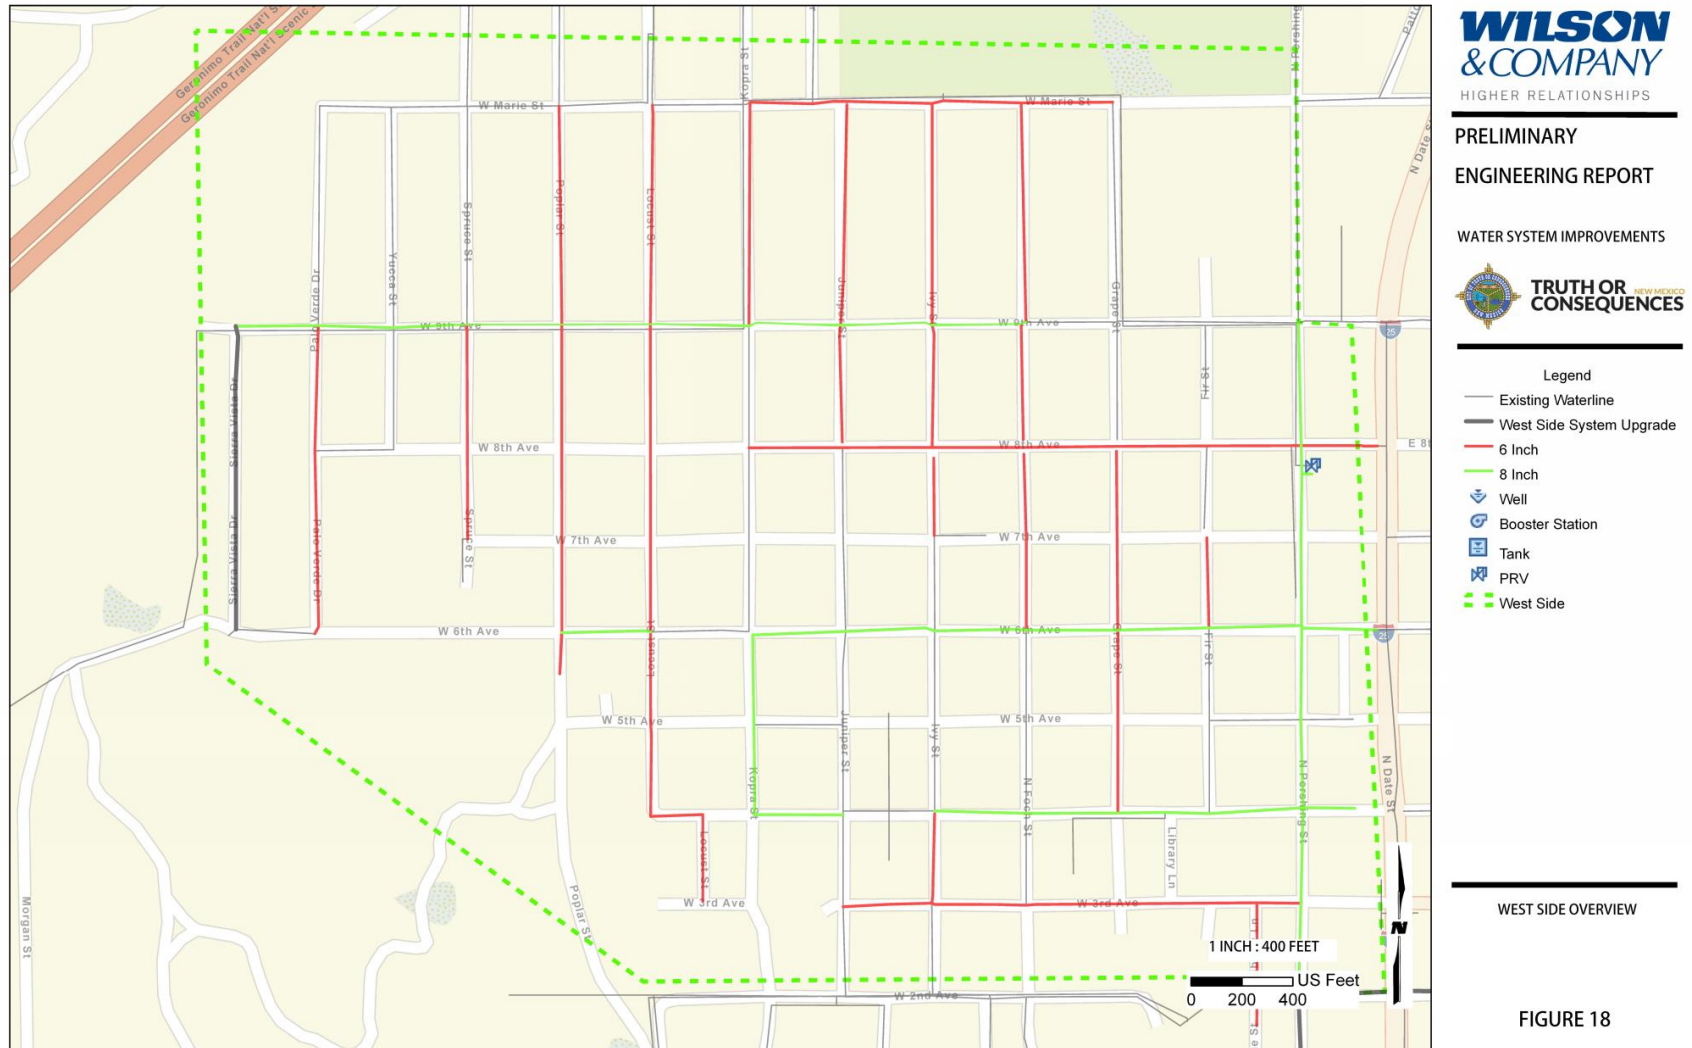 Geronimo Trail Nat'l S
Geronimo Trail Nat'l Scenic
Kopra St
N Pershing
Patto
W Marie St
W Marie St
N Date S
Spruce St
Poplar St
Locust St
Yucca St
Palo Verde Dr
Juniper St
Ivy S
Grape St
W 9th Ave
W 9th Ave
25
Fir St
Sierra Vista Dr
W 8th Ave
W 8th Ave
E 8t
Sierra Vista Dr
Palo Verde Dr
Spruce St
W 7th Ave
W 7th Ave
W 6th Ave
W 6th Ave
25
Locust St
Grape St
Fir St
W 5th Ave
W 5th Ave
Juniper St
Ivy St
Kopra St
N Foch St
N Pershing St
N Date St
Locust St
Library Ln
W 3rd Ave
W 3rd Ave
Morgan St
Poplar St
W 2nd Ave
e St
1 INCH : 400 FEET
US Feet
0 200 400
N
WILSON
&COMPANY
HIGHER RELATIONSHIPS
PRELIMINARY
ENGINEERING REPORT
WATER SYSTEM IMPROVEMENTS
TRUTH OR NEW MEXICO
CONSEQUENCES
Legend
Existing Waterline
West Side System Upgrade
6 Inch
8 Inch
Well
Booster Station
Tank
PRV
West Side
WEST SIDE OVERVIEW
FIGURE 18